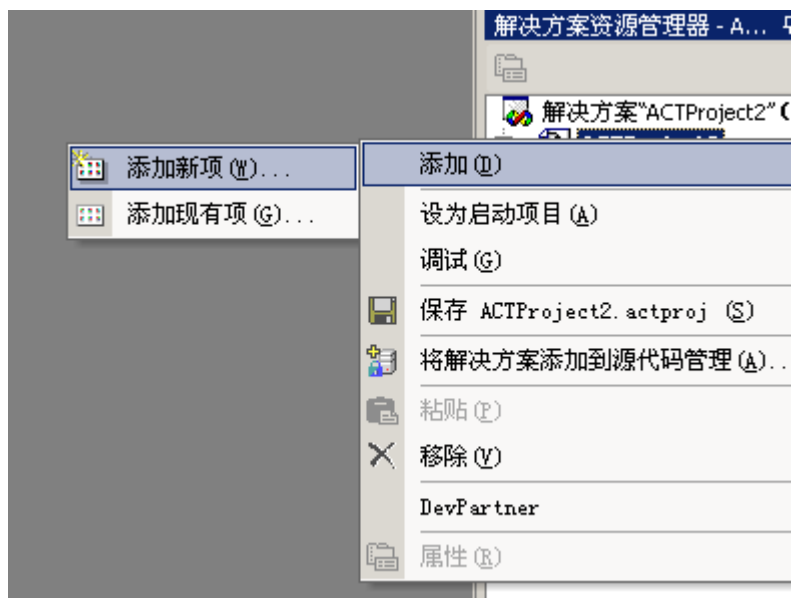 解决方案资源管理器 - A...
解决方案"ACTProject2"(
添加新项(W)...
添加现有项(G)...
添加(D)
设为启动项目(A)
调试(G)
保存 ACTProject2.actproj (S)
将解决方案添加到源代码管理(A)..
粘贴(P)
移除(V)
DevPartner
属性(R)